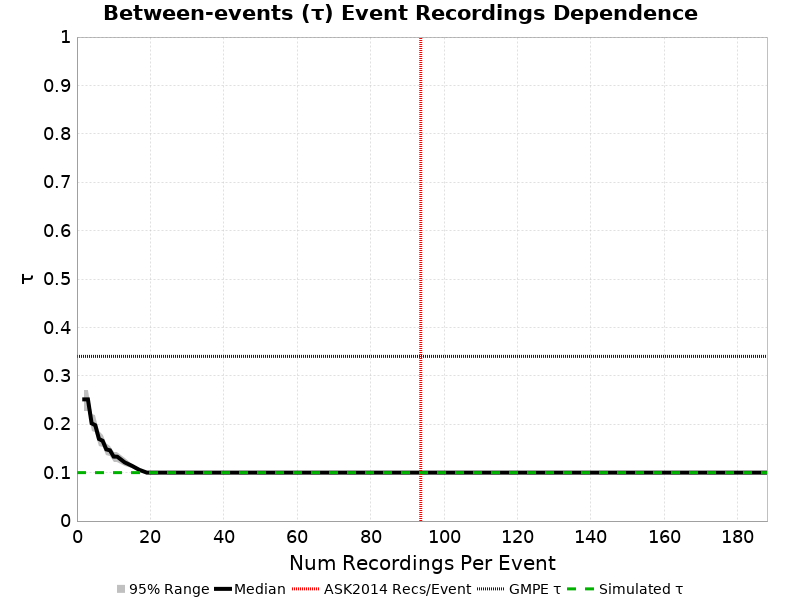 Between-events (τ) Event Recordings Dependence
1
0.9
0.8
0.7
0.6
0.5
0.4
0.3
0.2
0.1
0
τ
0 20 40 60 80 100 120 140 160 180
Num Recordings Per Event
95% Range Median ASK2014 Recs/Event GMPE τ Simulated τ